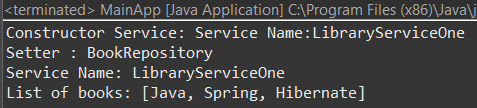 <terminated> MainApp [Java Application] C:\Program Files (x86)\Java\j
Constructor Service: Service Name:LibraryServiceOne
Setter : BookRepository
Service Name: LibraryServiceOne
List of books: [Java, Spring, Hibernate]